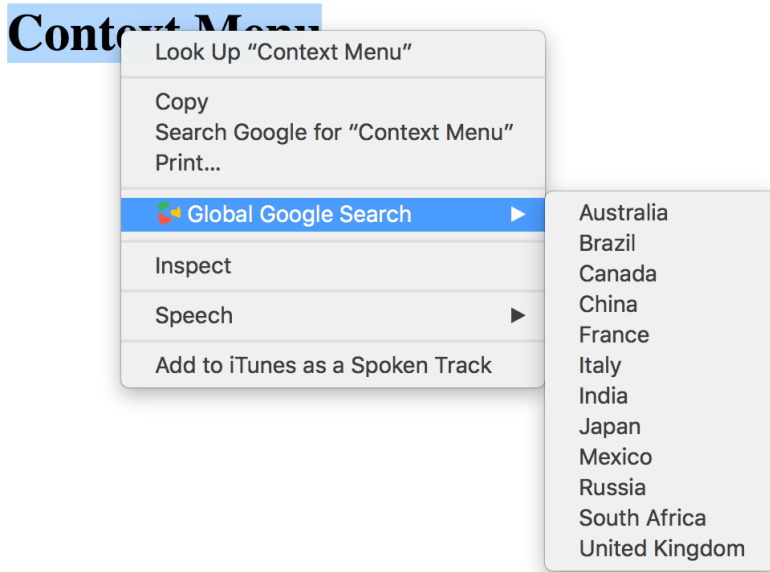 Context Menu
Look Up “Context Menu”
Copy
Search Google for “Context Menu”
Print...
Global Google Search
Inspect
Speech
Add to iTunes as a Spoken Track
Australia
Brazil
Canada
China
France
Italy
India
Japan
Mexico
Russia
South Africa
United Kingdom